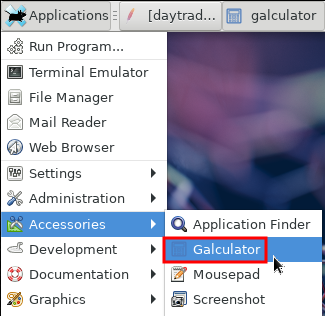 Applications
[daytrad...
galculator
Run Program...
Terminal Emulator
File Manager
Mail Reader
Web Browser
Settings
Administration
Accessories
Development
Documentation
Graphics
Application Finder
Galculator
Mousepad
Screenshot